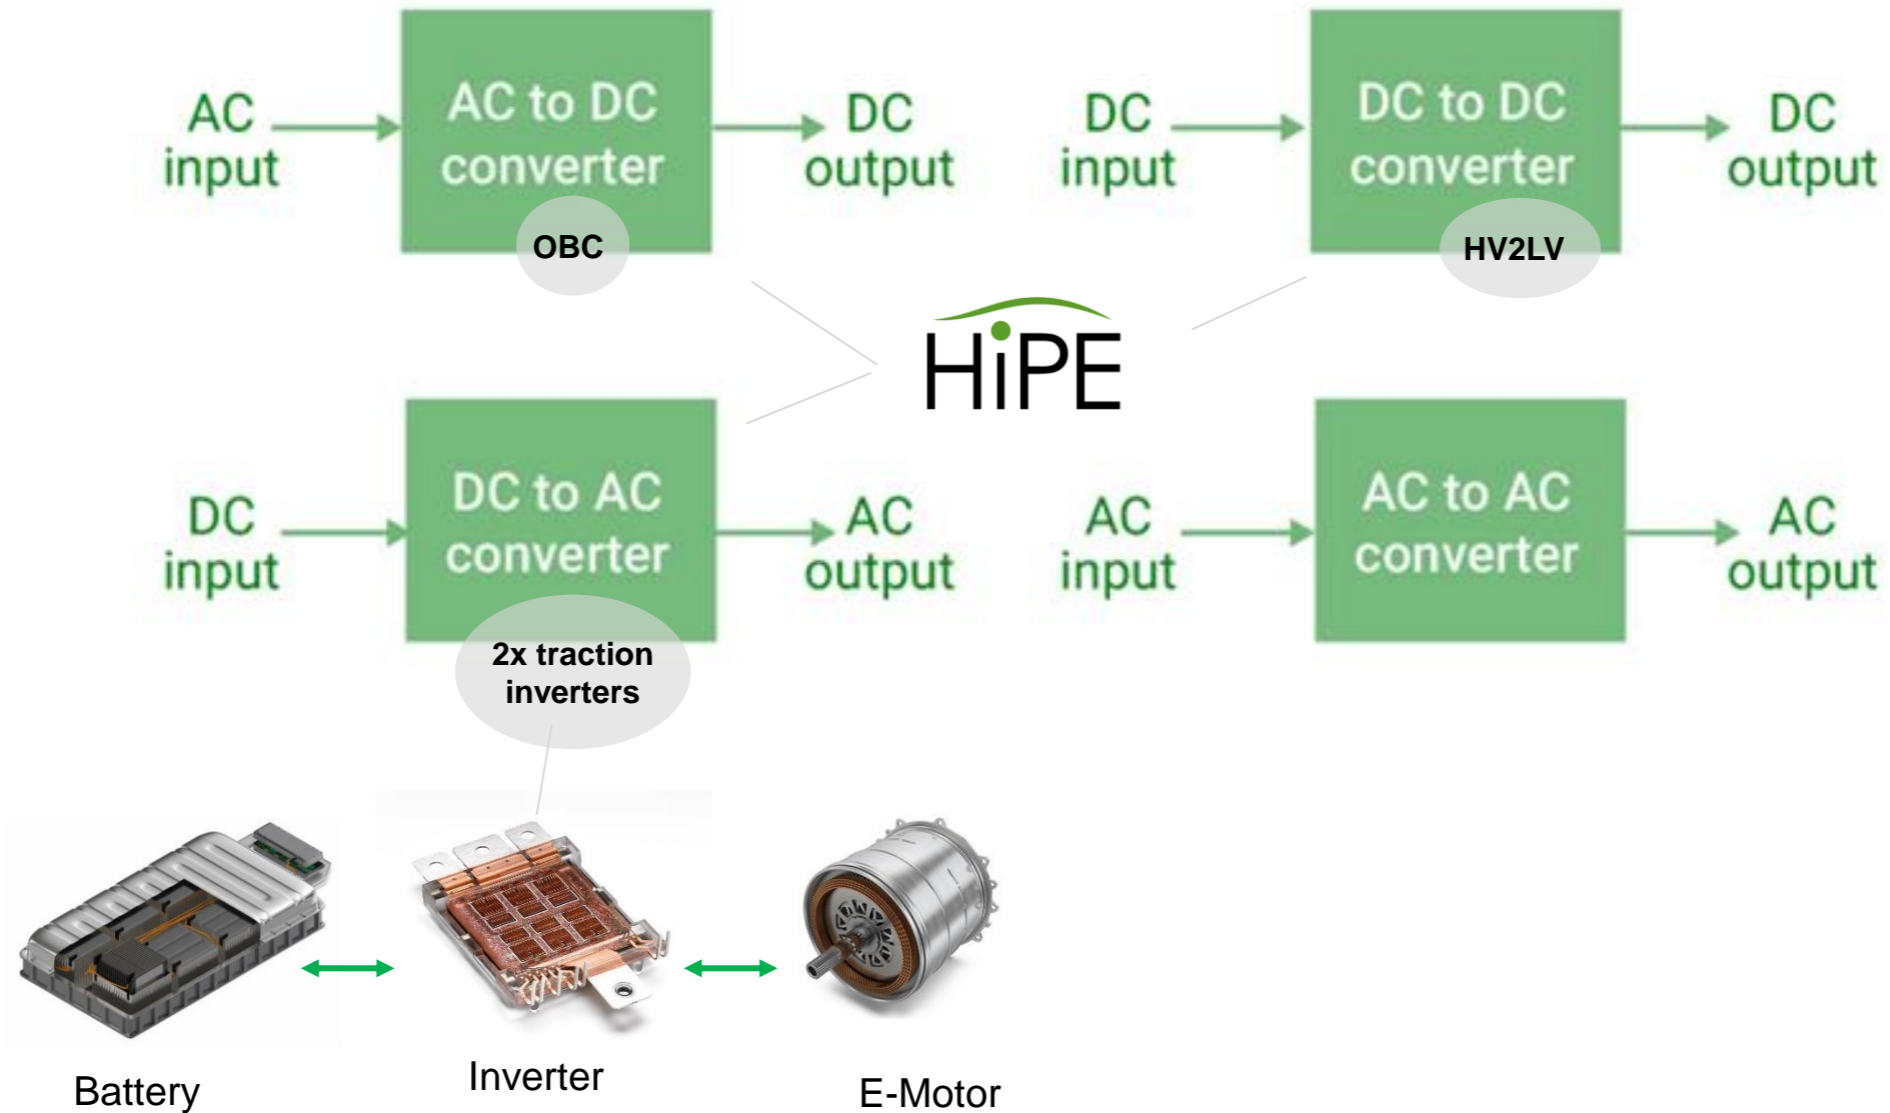 AC
input
AC to DC
converter
OBC
DC
output
DC
input
DC to DC
converter
HV2LV
DC
output
HiPE
DC
input
DC to AC
converter
2x traction
inverters
AC
output
AC
input
AC to AC
converter
AC
output
Battery
Inverter
E-Motor